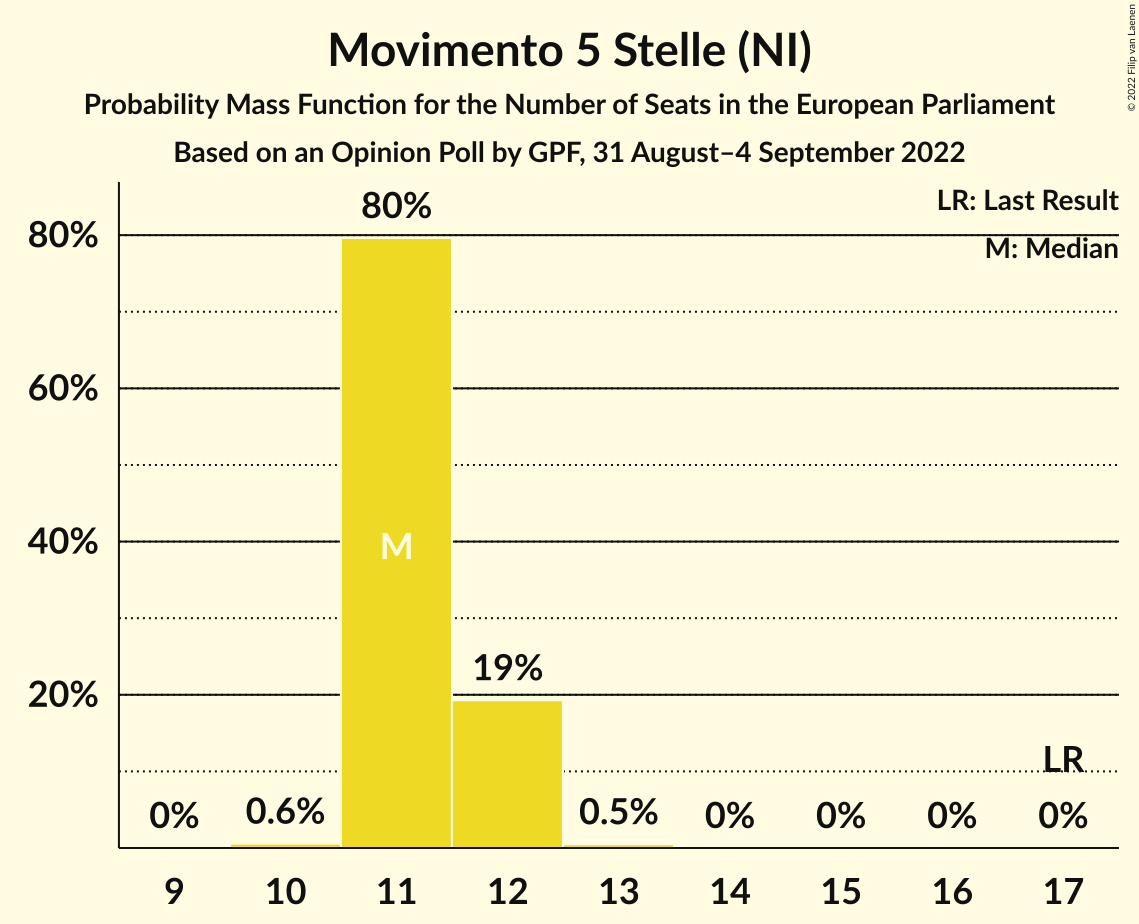 Movimento 5 Stelle (NI)
Probability Mass Function for the Number of Seats in the European Parliament
Based on an Opinion Poll by GPF, 31 August–4 September 2022
© 2022 Filip van Laenen
LR: Last Result
M: Median
80%
60%
40%
20%
80%
M
19%
LR
0%
0.6%
0.5%
0%
0%
0%
0%
9
10
11
12
13
14
15
16
17